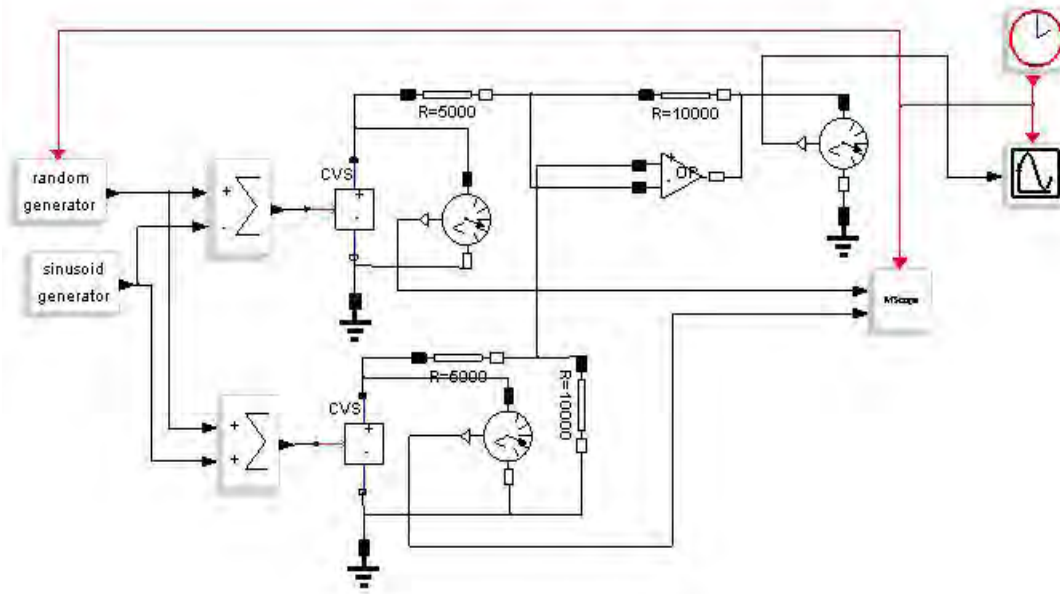 R=5000
R=10000
random
generator
CVS
+
-
+
-
+
-
OP
sinusoid
generator
MScope
R=5000
R=10000
CVS
+
+
+
-